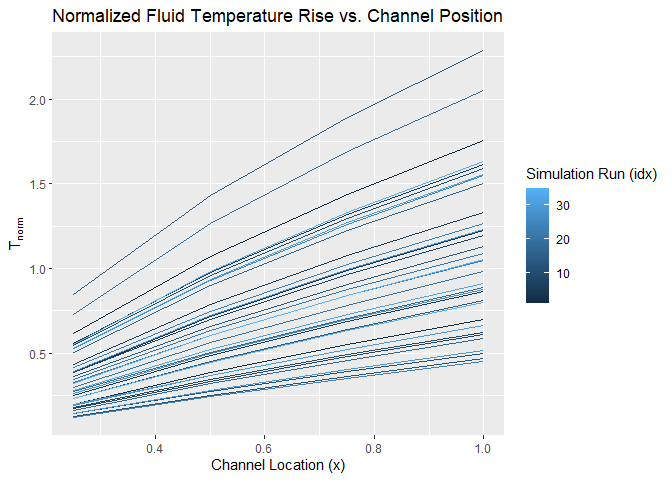 Normalized Fluid Temperature Rise vs. Channel Position
2.0
1.5
1.0
0.5
Tnorm
0.4 0.6 0.8 1.0
Channel Location (x)
Simulation Run (idx)
30
20
10